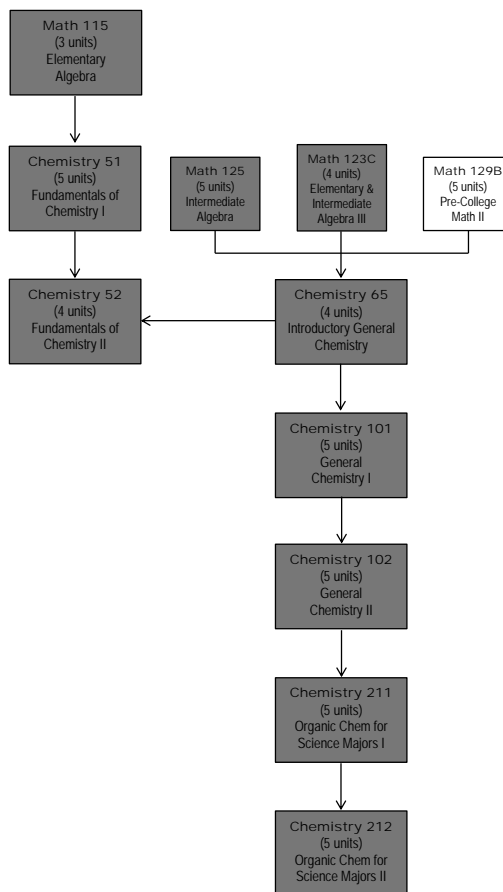 Math 115
(3 units)
Elementary
Algebra
Chemistry 51
(5 units)
Fundamentals of
Chemistry I
Math 125
(5 units)
Intermediate
Algebra
Math 123C
(4 units)
Elementary &
Intermediate
Algebra III
Math 129B
(5 units)
Pre-College
Math II
Chemistry 52
(4 units)
Fundamentals of
Chemistry II
Chemistry 65
(4 units)
Introductory General
Chemistry
Chemistry 101
(5 units)
General
Chemistry I
Chemistry 102
(5 units)
General
Chemistry II
Chemistry 211
(5 units)
Organic Chem for
Science Majors I
Chemistry 212
(5 units)
Organic Chem for
Science Majors II